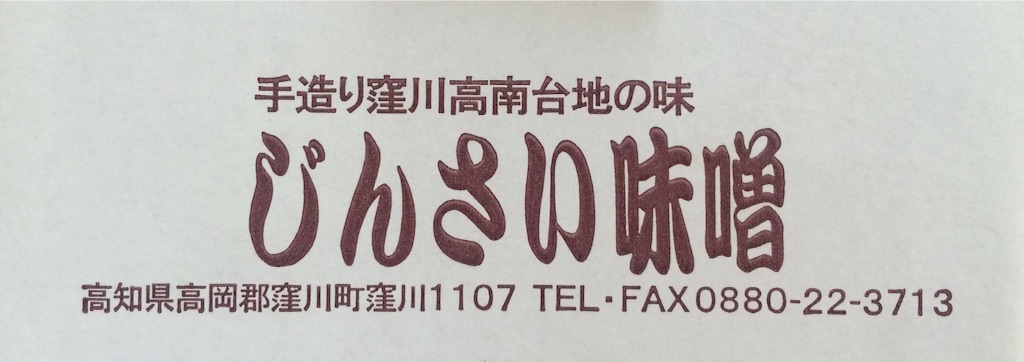 手造り窪川高南台地の味
じんさい味噌
高知県高岡郡窪川町窪川1107 TEL・FAX0880-22-3713